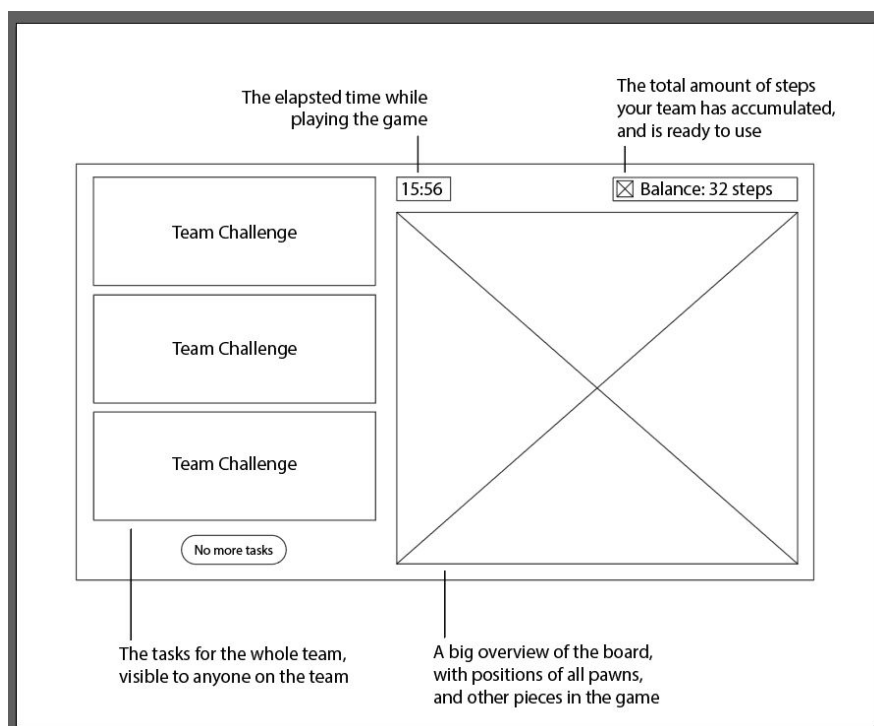 The elapsted time while
playing the game
The total amount of steps
your team has accumulated,
and is ready to use
15:56
Balance: 32 steps
Team Challenge
Team Challenge
Team Challenge
No more tasks
The tasks for the whole team,
visible to anyone on the team
A big overview of the board,
with positions of all pawns,
and other pieces in the game